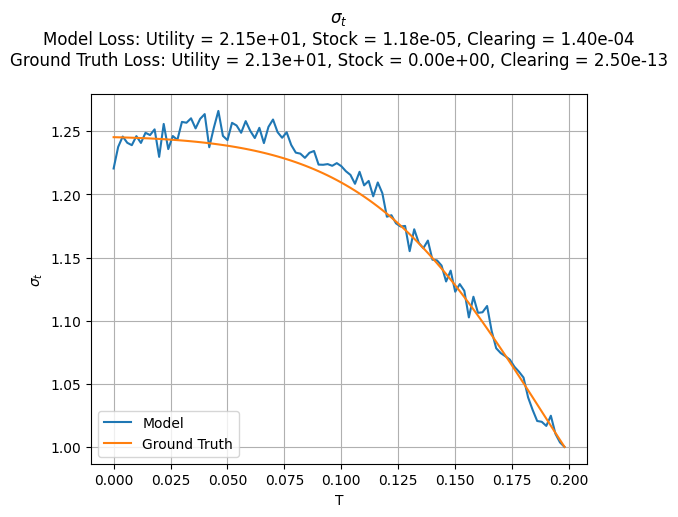 σₜ
Model Loss: Utility = 2.15e+01, Stock = 1.18e-05, Clearing = 1.40e-04
Ground Truth Loss: Utility = 2.13e+01, Stock = 0.00e+00, Clearing = 2.50e-13
1.25
1.20
1.15
1.10
1.05
1.00
σₜ
Model
Ground Truth
0.000 0.025 0.050 0.075 0.100 0.125 0.150 0.175 0.200
T